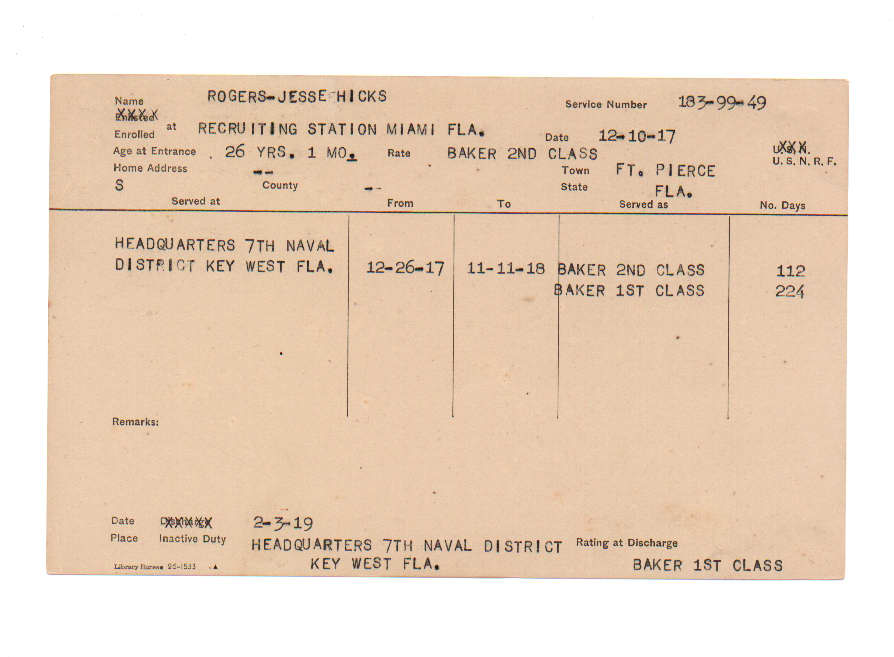 Name ROGERS-JESSE HICKS Service Number 183-99-49
Enlisted
Enrolled at RECRUITING STATION MIAMI FLA. Date 12-10-17
Age at Entrance 26 YRS. 1 MO. Rate BAKER 2ND CLASS U.S.N.
U. S. N. R. F.
Home Address -- Town FT. PIERCE
S County -- State FLA.
Served at From To Served as No. Days
HEADQUARTERS 7TH NAVAL
DISTRICT KEY WEST FLA. 12-26-17 11-11-18 BAKER 2ND CLASS 112
BAKER 1ST CLASS 224
Remarks:
Date 2-3-19
Place Inactive Duty HEADQUARTERS 7TH NAVAL DISTRICT Rating at Discharge
KEY WEST FLA. BAKER 1ST CLASS
Library Bureau 26-1533